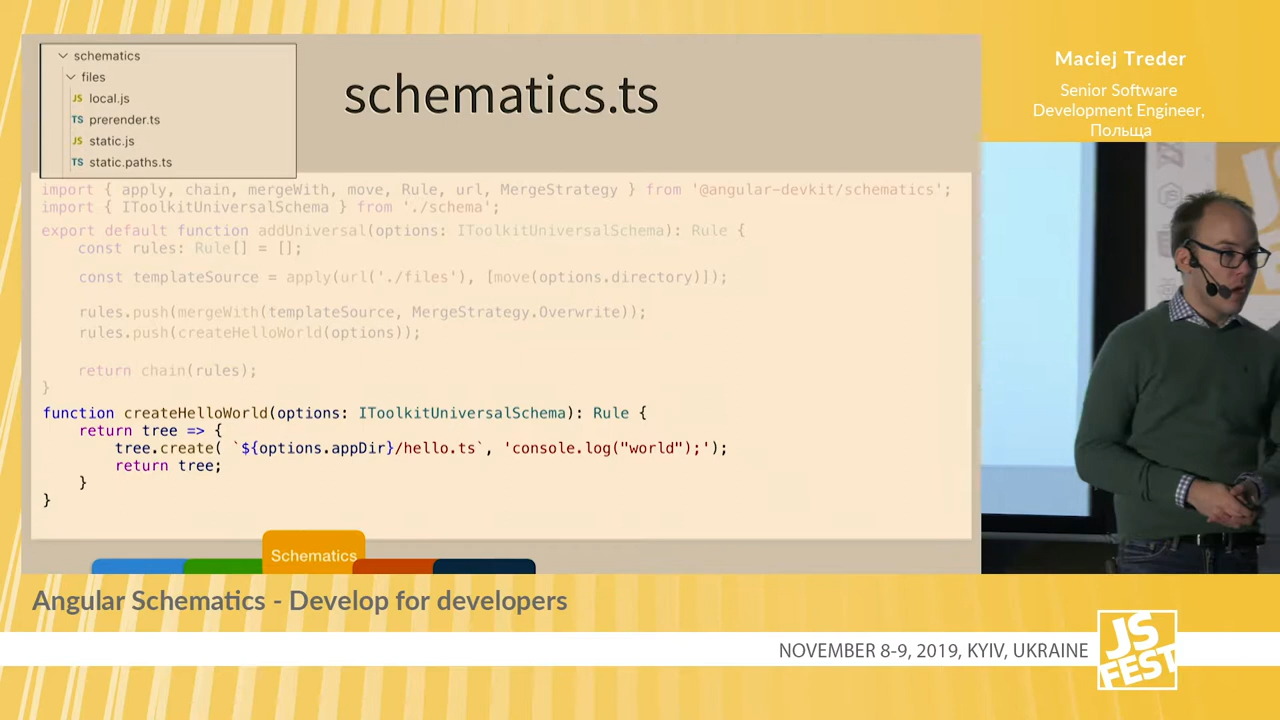 schematics
files
JS local.js
TS prerender.ts
JS static.js
TS static.paths.ts
schematics.ts
import { apply, chain, mergeWith, move, Rule, url, MergeStrategy } from '@angular-devkit/schematics';
import { IToolkitUniversalSchema } from './schema';
export default function addUniversal(options: IToolkitUniversalSchema): Rule {
const rules: Rule[] = [];
const templateSource = apply(url('./files'), [move(options.directory)]);
rules.push(mergeWith(templateSource, MergeStrategy.Overwrite));
rules.push(createHelloWorld(options));
return chain(rules);
}
function createHelloWorld(options: IToolkitUniversalSchema): Rule {
return tree => {
tree.create( `${options.appDir}/hello.ts`, 'console.log("world");');
return tree;
}
}
Schematics
Maciej Treder
Senior Software
Development Engineer,
Польща
Angular Schematics - Develop for developers
NOVEMBER 8-9, 2019, KYIV, UKRAINE
JS
FEST